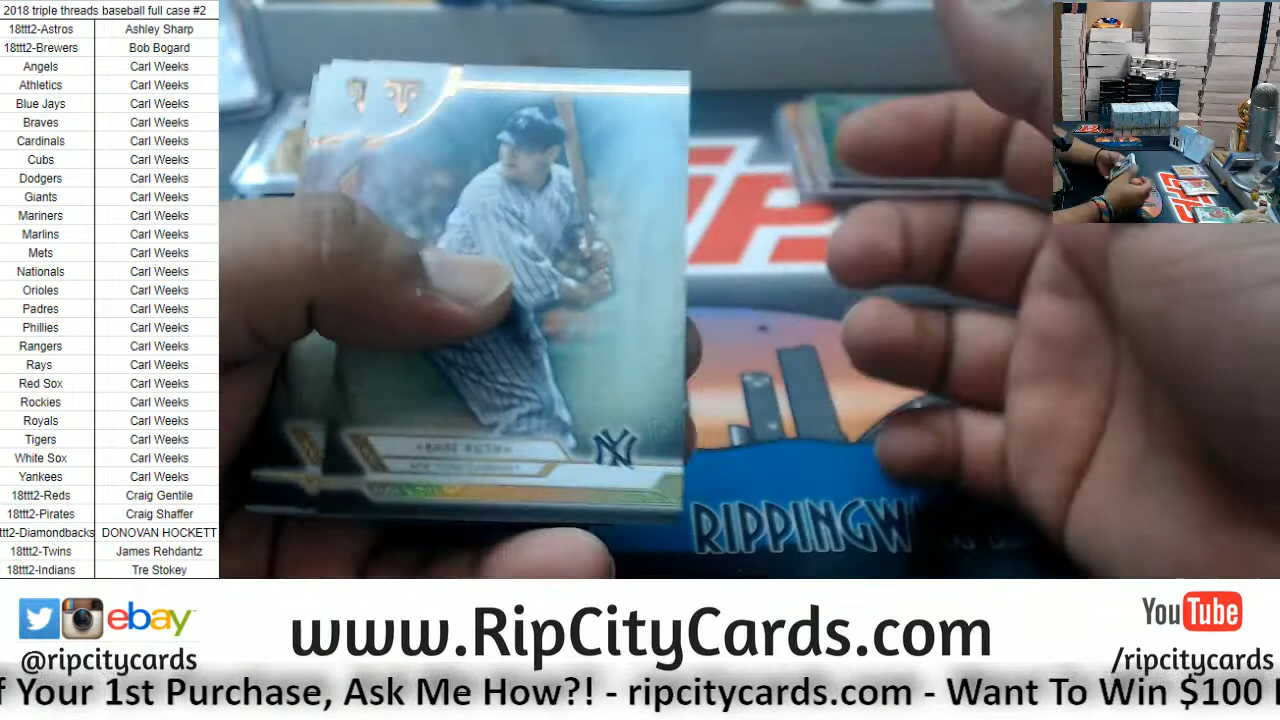 2018 triple threads baseball full case #2
18ttt2-Astros Ashley Sharp
18ttt2-Brewers Bob Bogard
Angels Carl Weeks
Athletics Carl Weeks
Blue Jays Carl Weeks
Braves Carl Weeks
Cardinals Carl Weeks
Cubs Carl Weeks
Dodgers Carl Weeks
Giants Carl Weeks
Mariners Carl Weeks
Marlins Carl Weeks
Mets Carl Weeks
Nationals Carl Weeks
Orioles Carl Weeks
Padres Carl Weeks
Phillies Carl Weeks
Rangers Carl Weeks
Rays Carl Weeks
Red Sox Carl Weeks
Rockies Carl Weeks
Royals Carl Weeks
Tigers Carl Weeks
White Sox Carl Weeks
Yankees Carl Weeks
18ttt2-Reds Craig Gentile
18ttt2-Pirates Craig Shaffer
ttt2-Diamondbacks DONOVAN HOCKETT
18ttt2-Twins James Rehdantz
18ttt2-Indians Tre Stokey
BABE RUTH
NY
RIPPINGW
ebay
@ripcitycards
www.RipCityCards.com
YouTube
/ripcitycards
f Your 1st Purchase, Ask Me How?! - ripcitycards.com - Want To Win $100